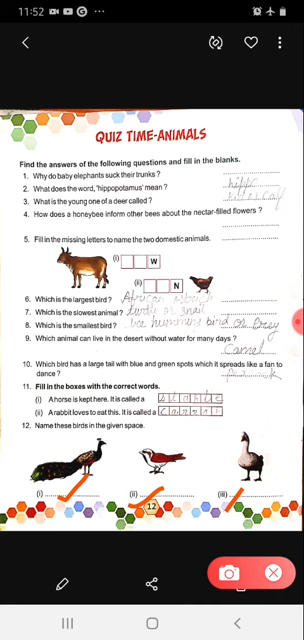 11:52
QUIZ TIME-ANIMALS
Find the answers of the following questions and fill in the blanks.
1. Why do baby elephants suck their trunks ?
2. What does the word, 'hippopotamus' mean ?
3. What is the young one of a deer called ?
4. How does a honeybee inform other bees about the nectar-filled flowers ?
5. Fill in the missing letters to name the two domestic animals.
(i) W
(ii) N
6. Which is the largest bird ? African
7. Which is the slowest animal ? or snail
8. Which is the smallest bird ? bird or Bee
9. Which animal can live in the desert without water for many days ?
Camel
10. Which bird has a large tail with blue and green spots which it spreads like a fan to
dance ?
11. Fill in the boxes with the correct words.
(i) A horse is kept here. It is called a
(ii) A rabbit loves to eat this. It is called a
12. Name these birds in the given space.
(i) (ii) (iii)
12